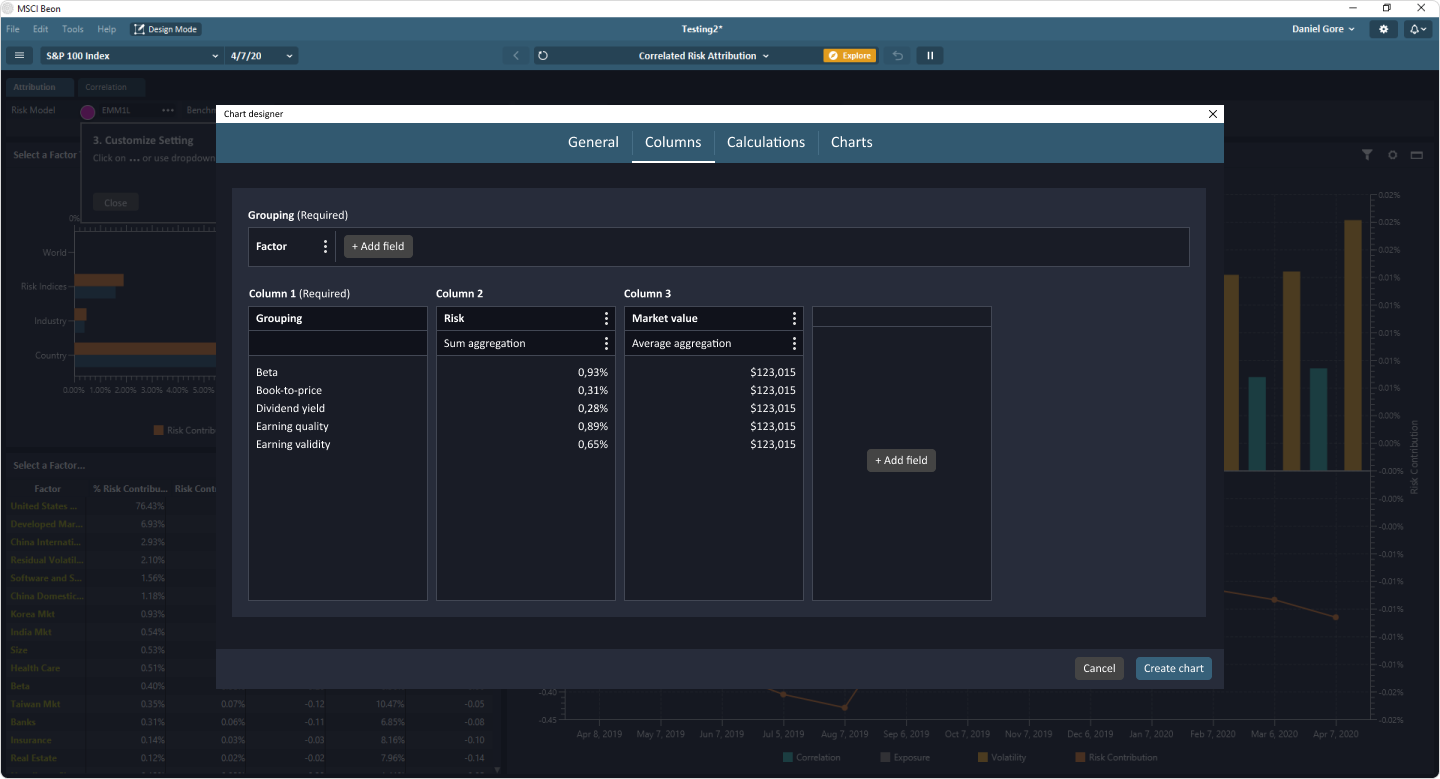 MSCI Beon
File Edit Tools Help Design Mode Testing2* Daniel Gore
S&P 100 Index 4/7/20 Correlated Risk Attribution Explore
Attribution Correlation
Risk Model EMM1L ••• Benchm
Chart designer
General Columns Calculations Charts
3. Customize Setting
Click on ... or use dropdown
Close
Select a Factor
0%
World
Risk Indices
Industry
Country
0.00% 1.00% 2.00% 3.00% 4.00% 5.00%
Risk Contrib
Grouping (Required)
Factor + Add field
Column 1 (Required) Column 2 Column 3
Grouping Risk Market value
Sum aggregation Average aggregation
Beta 0,93% $123,015
Book-to-price 0,31% $123,015
Dividend yield 0,28% $123,015
Earning quality 0,89% $123,015
Earning validity 0,65% $123,015
+ Add field
Cancel Create chart
Select a Factor...
Factor % Risk Contribu... Risk Cont
United States ... 76.43%
Developed Mar... 6.93%
China Internati... 2.93%
Residual Volatil... 2.10%
Software and S... 1.56%
China Domestic... 1.18%
Korea Mkt 0.93%
India Mkt 0.54%
Size 0.53%
Health Care 0.51%
Beta 0.40%
Taiwan Mkt 0.35% 0.07% -0.12 10.47% -0.05
Banks 0.31% 0.06% -0.11 6.85% -0.08
Insurance 0.14% 0.03% -0.03 8.16% -0.10
Real Estate 0.12% 0.02% -0.02 7.96% -0.14
0.02%
0.02%
0.02%
0.01%
0.01%
0.01%
0.01%
0.00%
0.00%
0.00%
-0.02%
-0.00%
-0.00%
-0.01%
-0.01%
-0.01%
-0.01%
-0.02%
-0.02%
Risk Contribution
-0.40
-0.45
Apr 8, 2019 May 7, 2019 Jun 6, 2019 Jul 5, 2019 Aug 7, 2019 Sep 6, 2019 Oct 7, 2019 Nov 7, 2019 Dec 6, 2019 Jan 7, 2020 Feb 7, 2020 Mar 6, 2020 Apr 7, 2020
Correlation Exposure Volatility Risk Contribution